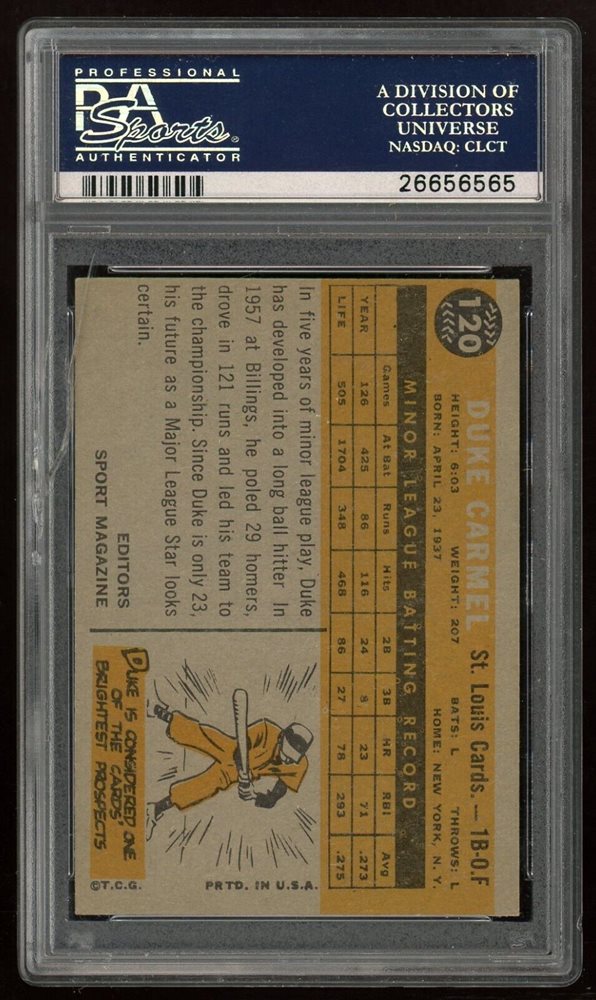 PROFESSIONAL
PSA
Sports
AUTHENTICATOR
A DIVISION OF
COLLECTORS
UNIVERSE
NASDAQ: CLCT
26656565
120
DUKE CARMEL St. Louis Cards.—1B-O.F
HEIGHT: 6:03 WEIGHT: 207 BATS: L THROWS: L
BORN: APRIL 23, 1937 HOME: NEW YORK, N. Y.
MINOR LEAGUE BATTING RECORD
Games At Bat Runs Hits 2B 3B HR RBI Avg
YEAR 126 425 86 116 24 8 23 71 .273
LIFE 505 1704 348 468 86 27 78 293 .275
In five years of minor league play, Duke
has developed into a long ball hitter In
1957 at Billings, he poled 29 homers,
drove in 121 runs and led his team to
the championship. Since Duke is only 23,
his future as a Major League Star looks
certain.
EDITORS
SPORT MAGAZINE
DUKE IS CONSIDERED ONE
OF THE CARDS'
BRIGHTEST PROSPECTS
©T.C.G. PRTD. IN U.S.A.